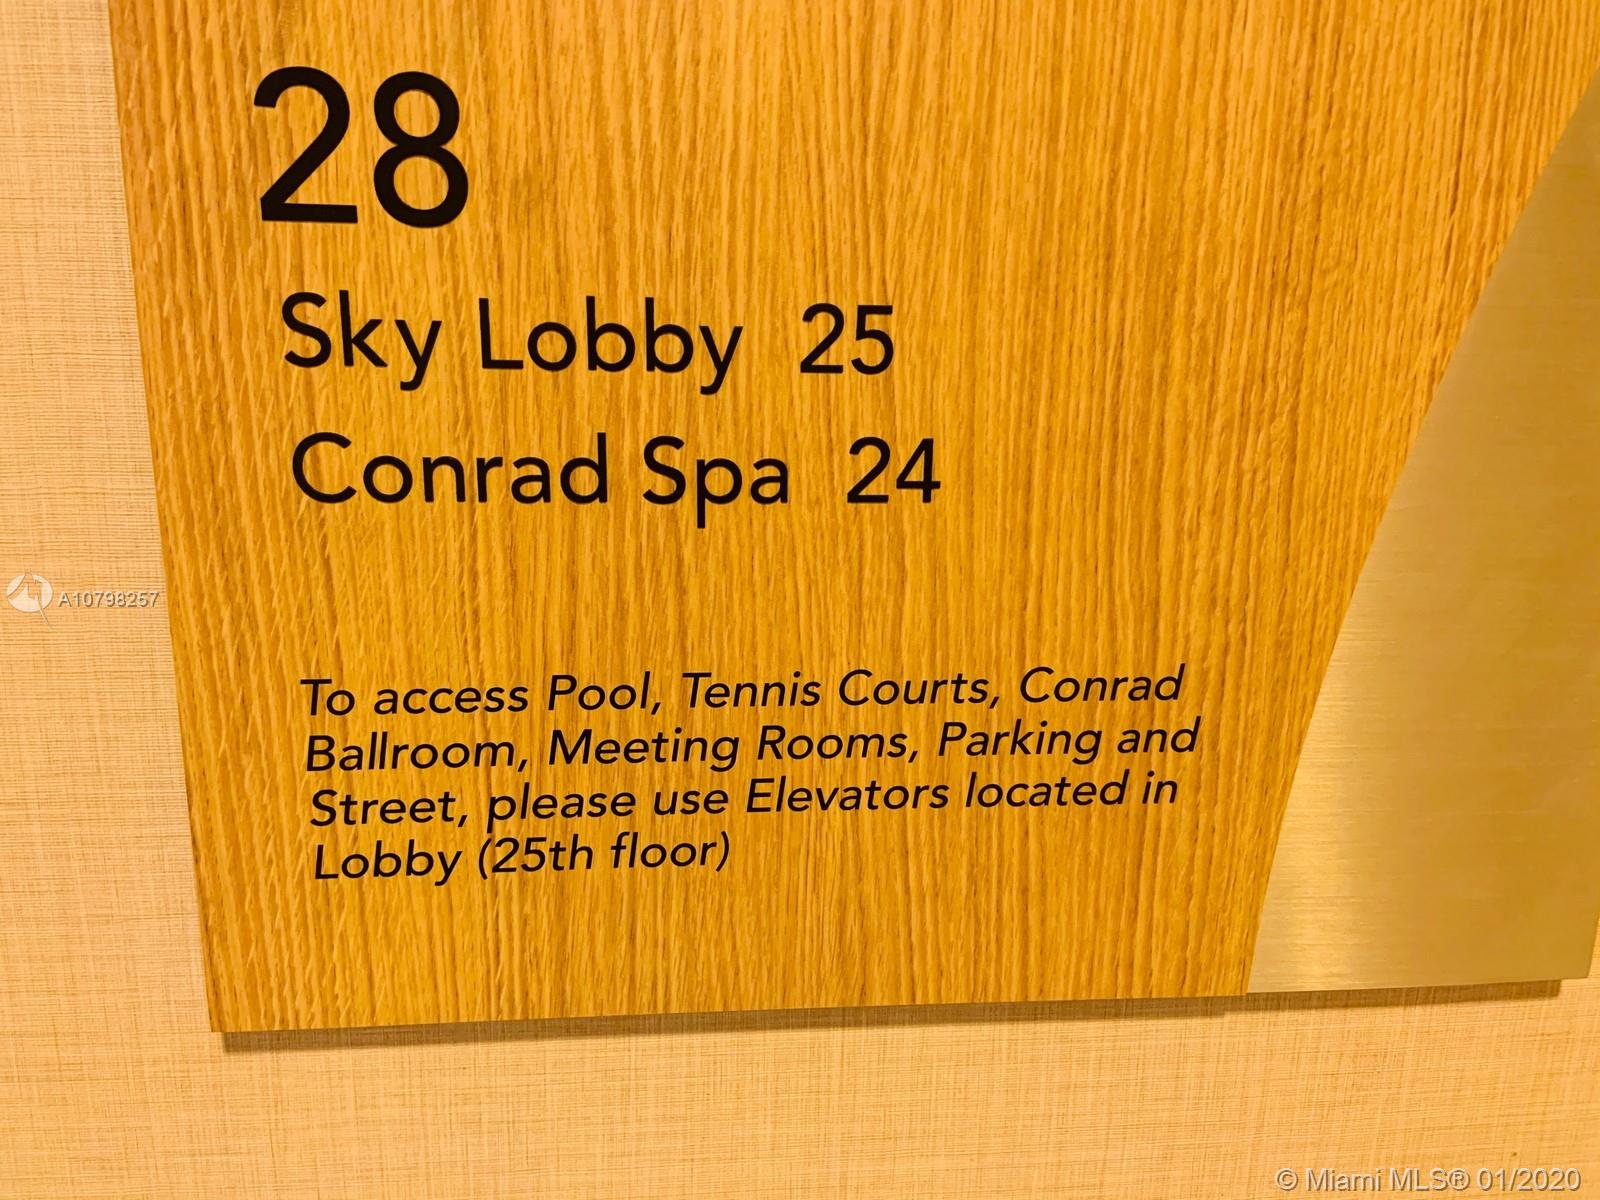 28
Sky Lobby 25
Conrad Spa 24
A10798257
To access Pool, Tennis Courts, Conrad
Ballroom, Meeting Rooms, Parking and
Street, please use Elevators located in
Lobby (25th floor)
© Miami MLS® 01/2020